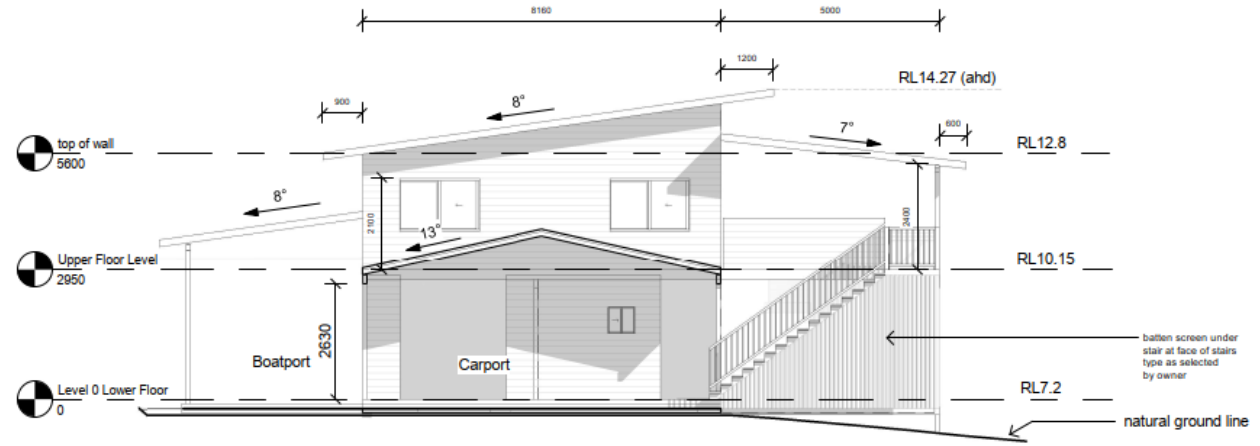 8160
5000
1200
RL14.27 (ahd)
900
8°
7°
600
top of wall
5600
RL12.8
8°
2100
13°
2400
Upper Floor Level
2950
RL10.15
2630
Boatport
Carport
batten screen under
stair at face of stairs
type as selected
by owner
Level 0 Lower Floor
0
RL7.2
natural ground line